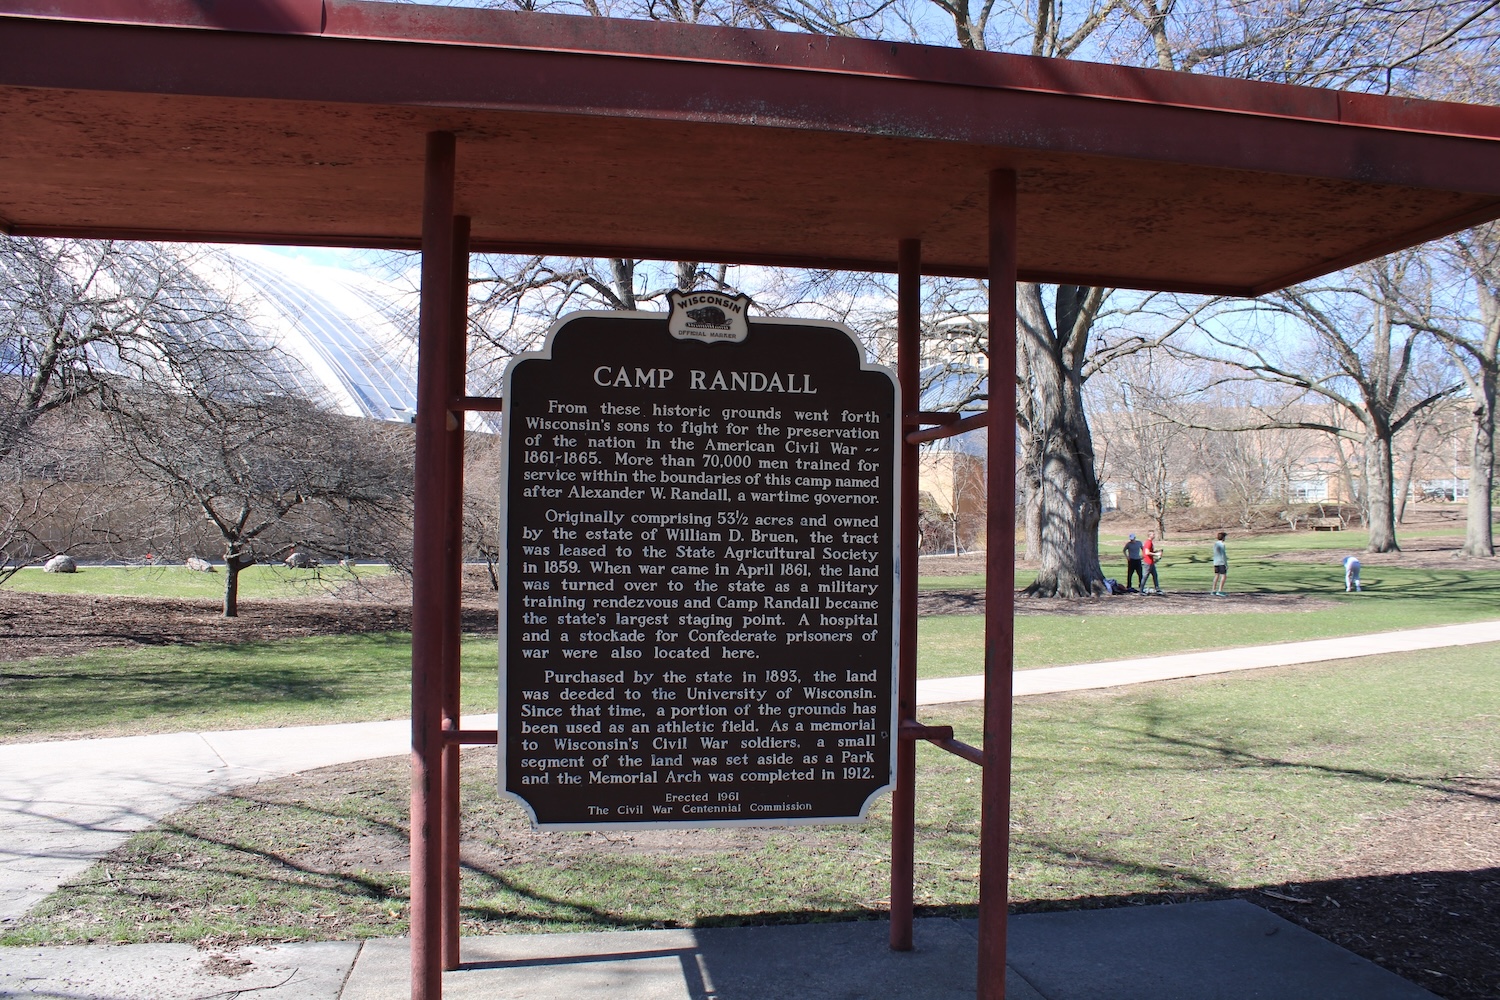 WISCONSIN
OFFICIAL MARKER
CAMP RANDALL
From these historic grounds went forth
Wisconsin's sons to fight for the preservation
of the nation in the American Civil War --
1861-1865. More than 70,000 men trained for
service within the boundaries of this camp named
after Alexander W. Randall, a wartime governor.
Originally comprising 53½ acres and owned
by the estate of William D. Bruen, the tract
was leased to the State Agricultural Society
in 1859. When war came in April 1861, the land
was turned over to the state as a military
training rendezvous and Camp Randall became
the state's largest staging point. A hospital
and a stockade for Confederate prisoners of
war were also located here.
Purchased by the state in 1893, the land
was deeded to the University of Wisconsin.
Since that time, a portion of the grounds has
been used as an athletic field. As a memorial
to Wisconsin's Civil War soldiers, a small
segment of the land was set aside as a Park
and the Memorial Arch was completed in 1912.
Erected 1961
The Civil War Centennial Commission